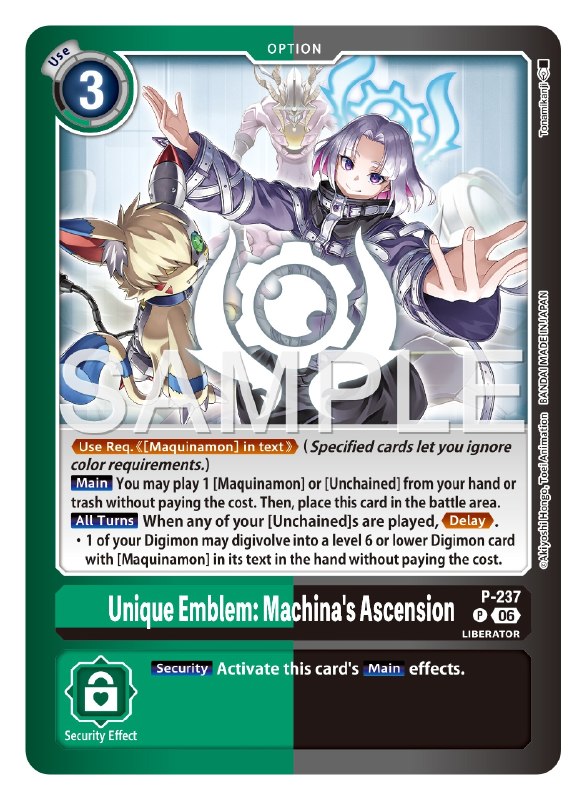 OPTION
Use
3
Tonamikanji
SAMPLE
Use Req.《[Maquinamon] in text》 (Specified cards let you ignore
color requirements.)
Main You may play 1 [Maquinamon] or [Unchained] from your hand or
trash without paying the cost. Then, place this card in the battle area.
All Turns When any of your [Unchained]s are played, Delay.
・1 of your Digimon may digivolve into a level 6 or lower Digimon card
with [Maquinamon] in its text in the hand without paying the cost.
©Akiyoshi Hongo, Toei Animation BANDAI MADE IN JAPAN
Unique Emblem: Machina's Ascension
P-237
P 06
LIBERATOR
Security Activate this card's Main effects.
Security Effect